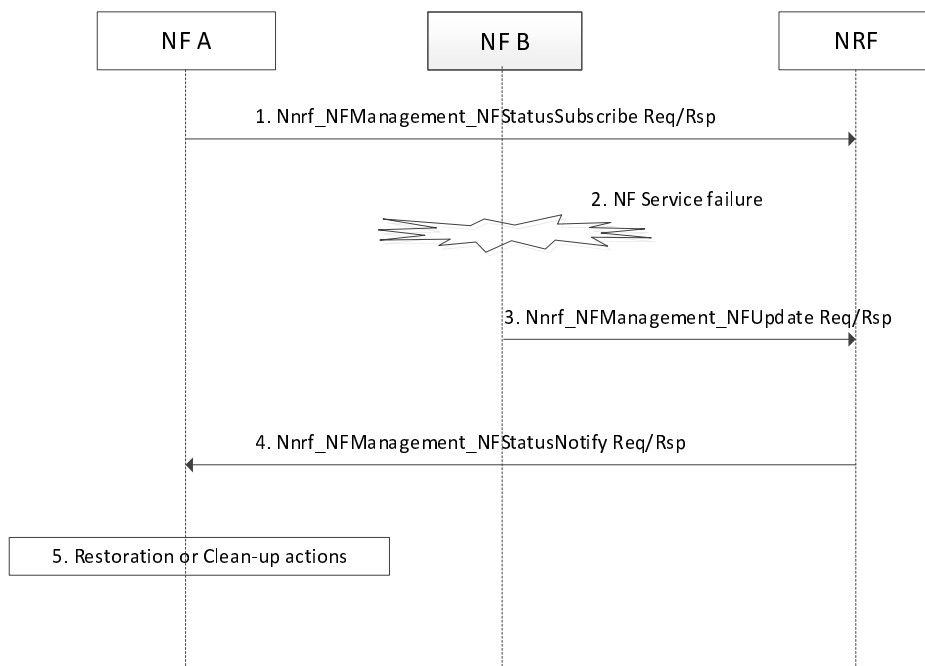 NF A
NF B
NRF
1. Nnrf_NFManagement_NFStatusSubscribe Req/Rsp
2. NF Service failure
3. Nnrf_NFManagement_NFUpdate Req/Rsp
4. Nnrf_NFManagement_NFStatusNotify Req/Rsp
5. Restoration or Clean-up actions